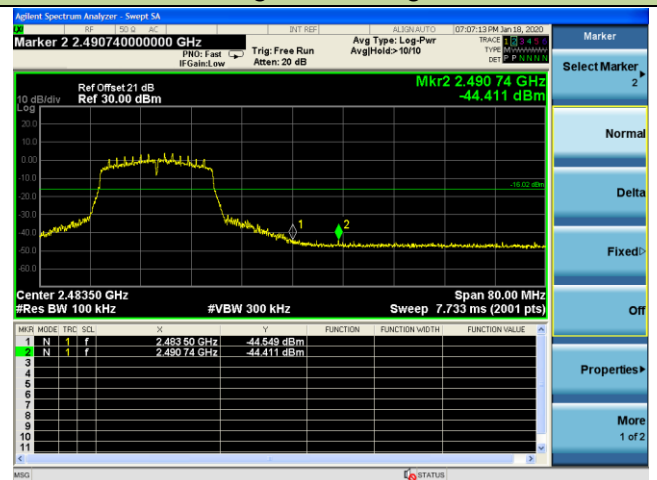 Agilent Spectrum Analyzer - Swept SA
RF 50 Ω AC INT REF ALIGN AUTO 07:07:13 PM Jan 18, 2020
Marker 2 2.490740000000 GHz
PNO: Fast
IFGain:Low
Trig: Free Run
Atten: 20 dB
Avg Type: Log-Pwr
Avg|Hold:> 10/10
TRACE 1 2 3 4 5 6
TYPE M
DET P P N N N N
Ref Offset 21 dB
Ref 30.00 dBm
10 dB/div
Log
Mkr2 2.490 74 GHz
-44.411 dBm
20.0
10.0
0.00
-10.0
-20.0
-30.0
-40.0
-50.0
-60.0
-16.02 dBm
1
2
Center 2.48350 GHz
#Res BW 100 kHz
#VBW 300 kHz
Span 80.00 MHz
Sweep 7.733 ms (2001 pts)
MKR MODE TRC SCL X Y FUNCTION FUNCTION WIDTH FUNCTION VALUE
1 N 1 f 2.483 50 GHz -44.549 dBm
2 N 1 f 2.490 74 GHz -44.411 dBm
3
4
5
6
7
8
9
10
11
MSG
STATUS
Marker
Select Marker
2
Normal
Delta
Fixed
Off
Properties
More
1 of 2